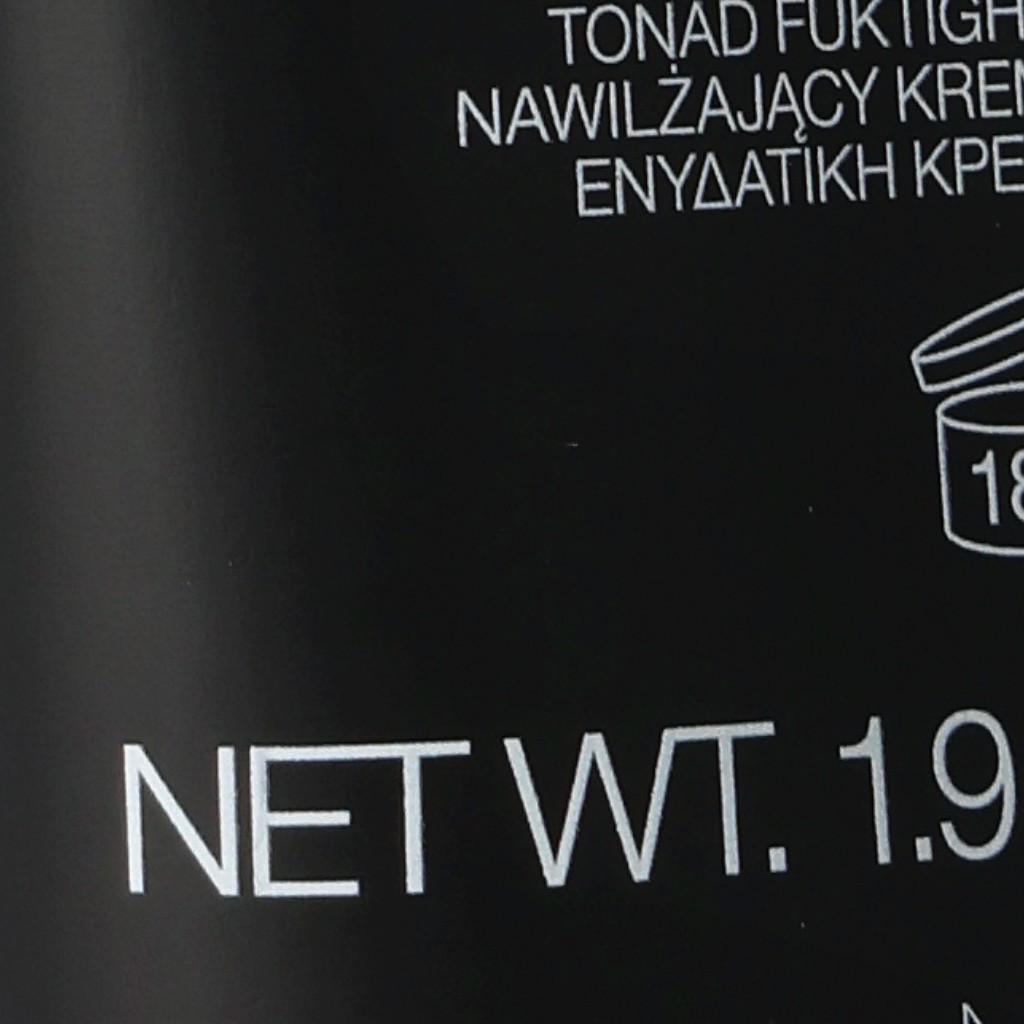 TONAD FUKTIGH
NAWILŻAJĄCY KREM
ΕΝΥΔΑΤΙΚΗ ΚΡΕ
18
NET WT. 1.9